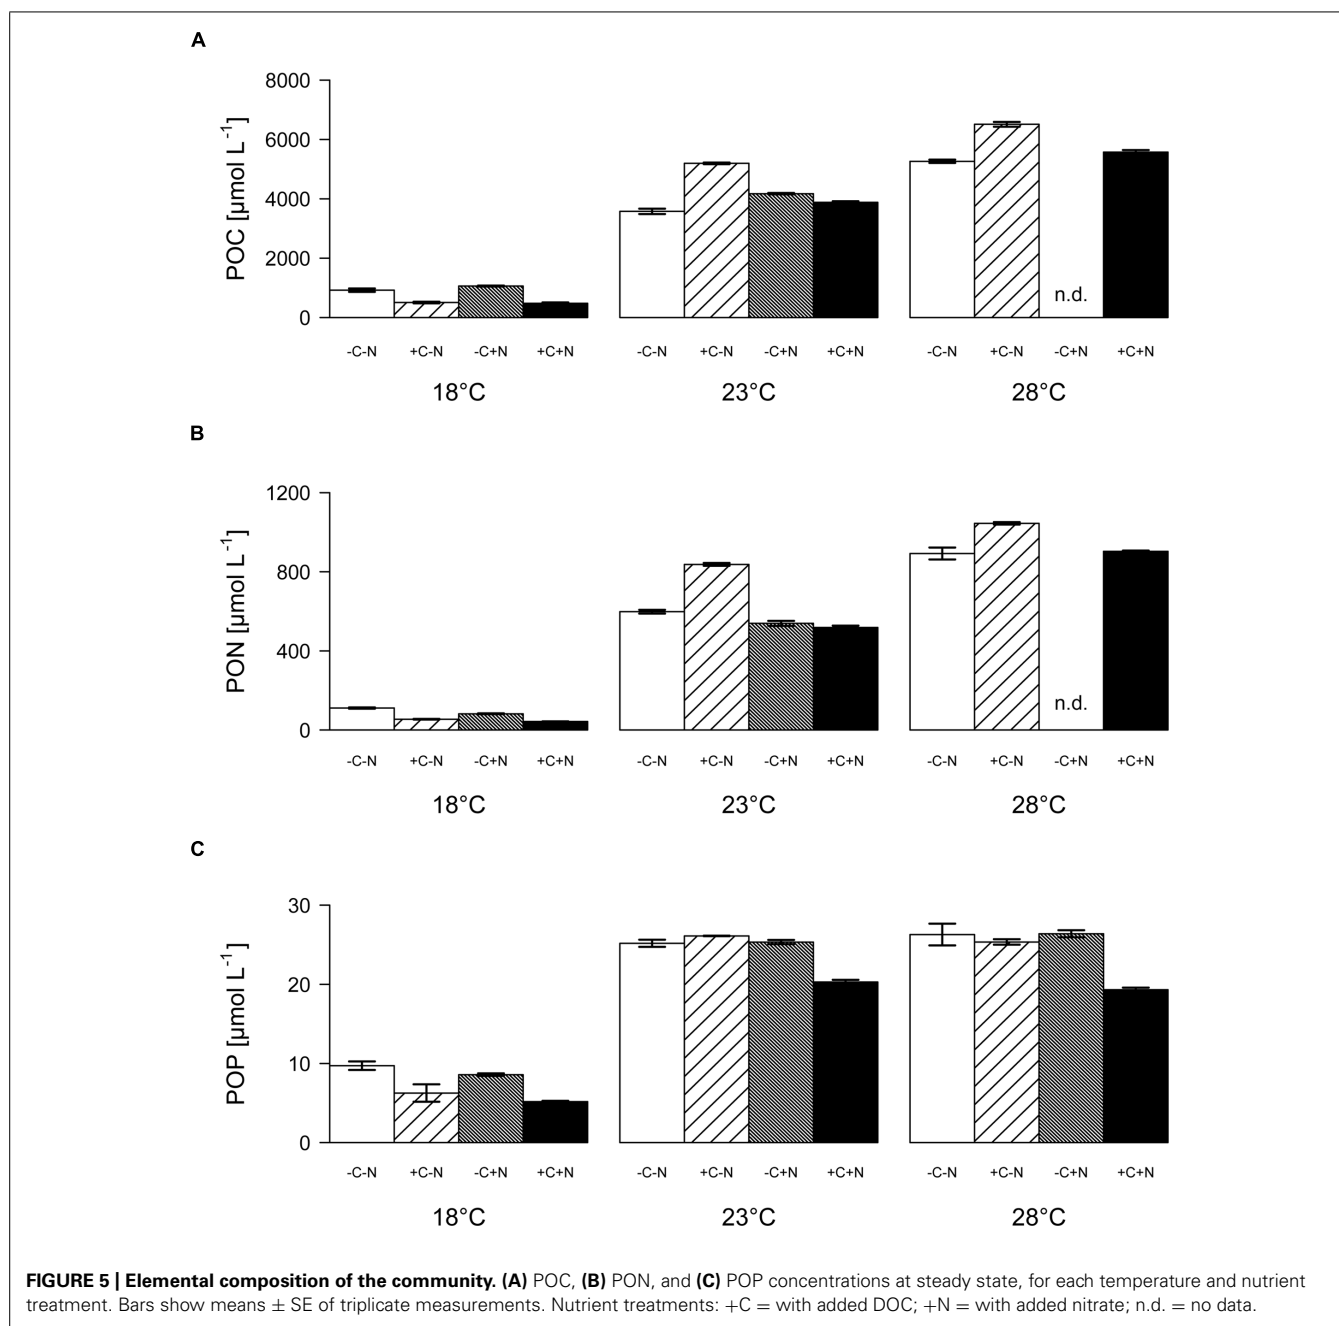 A
8000
6000
4000
2000
0
POC [µmol L⁻¹]
n.d.
-C-N +C-N -C+N +C+N -C-N +C-N -C+N +C+N -C-N +C-N -C+N +C+N
18°C 23°C 28°C
B
1200
800
400
0
PON [µmol L⁻¹]
n.d.
-C-N +C-N -C+N +C+N -C-N +C-N -C+N +C+N -C-N +C-N -C+N +C+N
18°C 23°C 28°C
C
30
20
10
0
POP [µmol L⁻¹]
-C-N +C-N -C+N +C+N -C-N +C-N -C+N +C+N -C-N +C-N -C+N +C+N
18°C 23°C 28°C
FIGURE 5 | Elemental composition of the community. (A) POC, (B) PON, and (C) POP concentrations at steady state, for each temperature and nutrient
treatment. Bars show means ± SE of triplicate measurements. Nutrient treatments: +C = with added DOC; +N = with added nitrate; n.d. = no data.